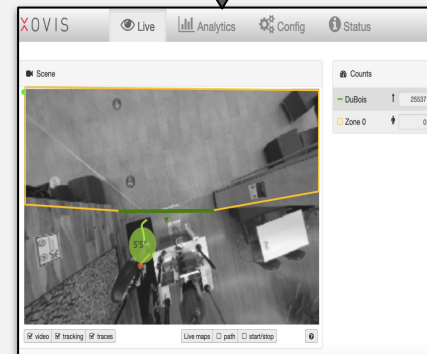 XOVIS Live Analytics Config Status
Scene
Counts
DuBois 25537
Zone 0 0
5'5"
video tracking traces Live maps path start/stop